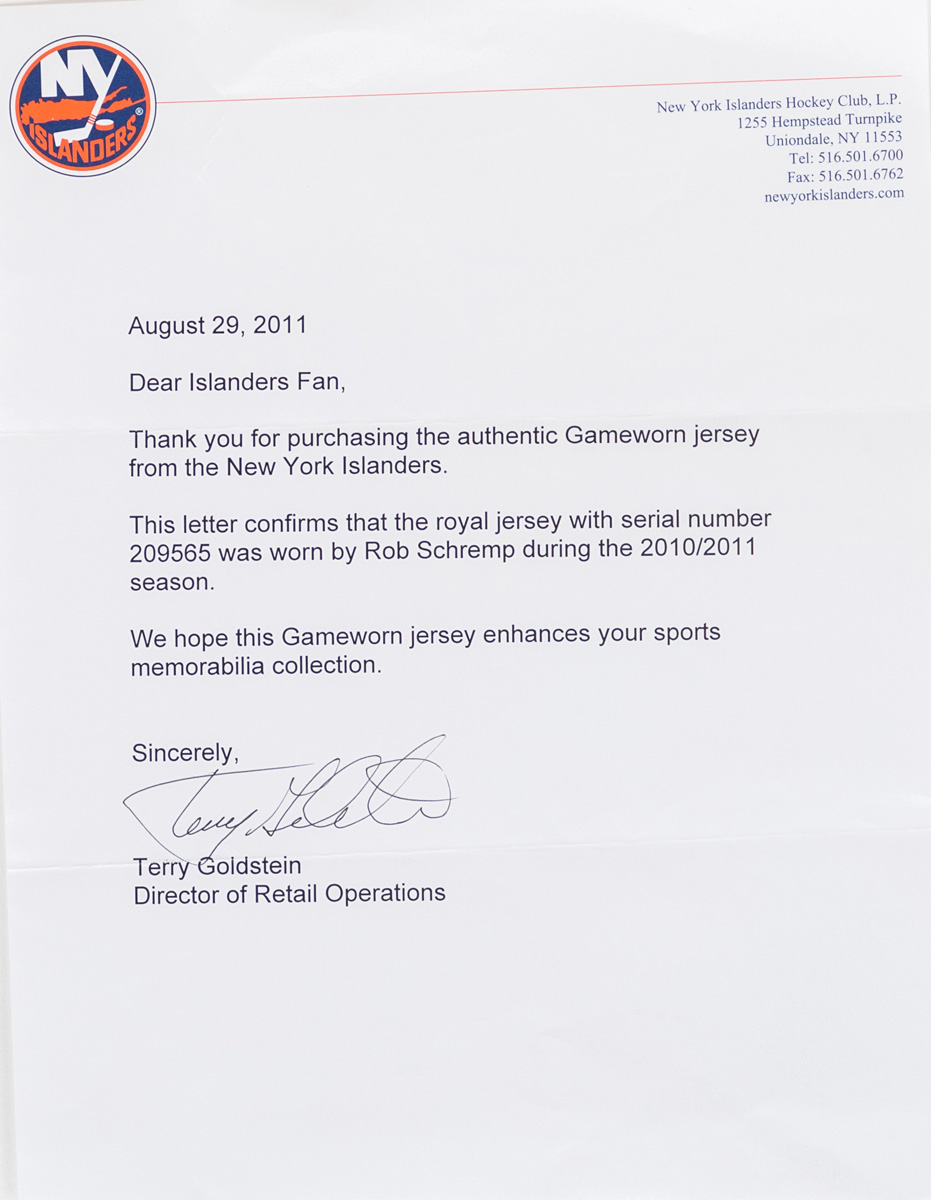 NY
ISLANDERS
®
New York Islanders Hockey Club, L.P.
1255 Hempstead Turnpike
Uniondale, NY 11553
Tel: 516.501.6700
Fax: 516.501.6762
newyorkislanders.com
August 29, 2011
Dear Islanders Fan,
Thank you for purchasing the authentic Gameworn jersey
from the New York Islanders.
This letter confirms that the royal jersey with serial number
209565 was worn by Rob Schremp during the 2010/2011
season.
We hope this Gameworn jersey enhances your sports
memorabilia collection.
Sincerely,
Terry Goldstein
Terry Goldstein
Director of Retail Operations